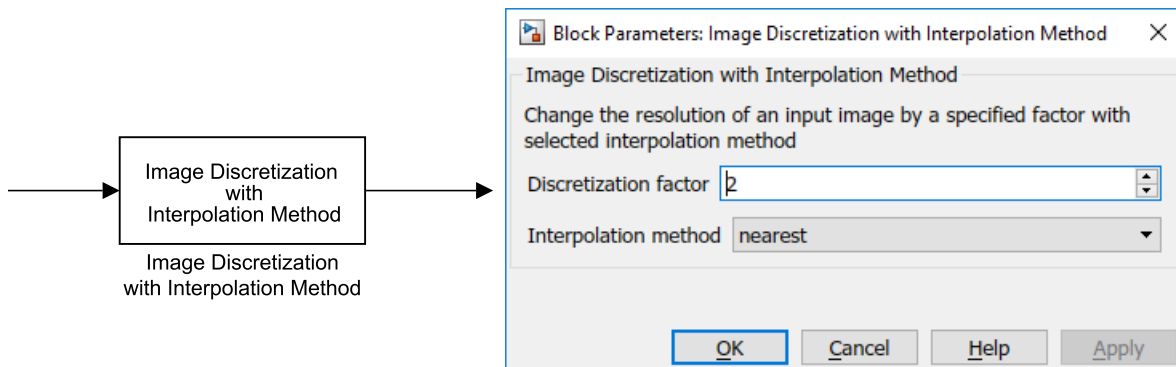 Image Discretization
with
Interpolation Method
Image Discretization
with Interpolation Method
Block Parameters: Image Discretization with Interpolation Method
Image Discretization with Interpolation Method
Change the resolution of an input image by a specified factor with
selected interpolation method
Discretization factor 2
Interpolation method nearest
OK Cancel Help Apply